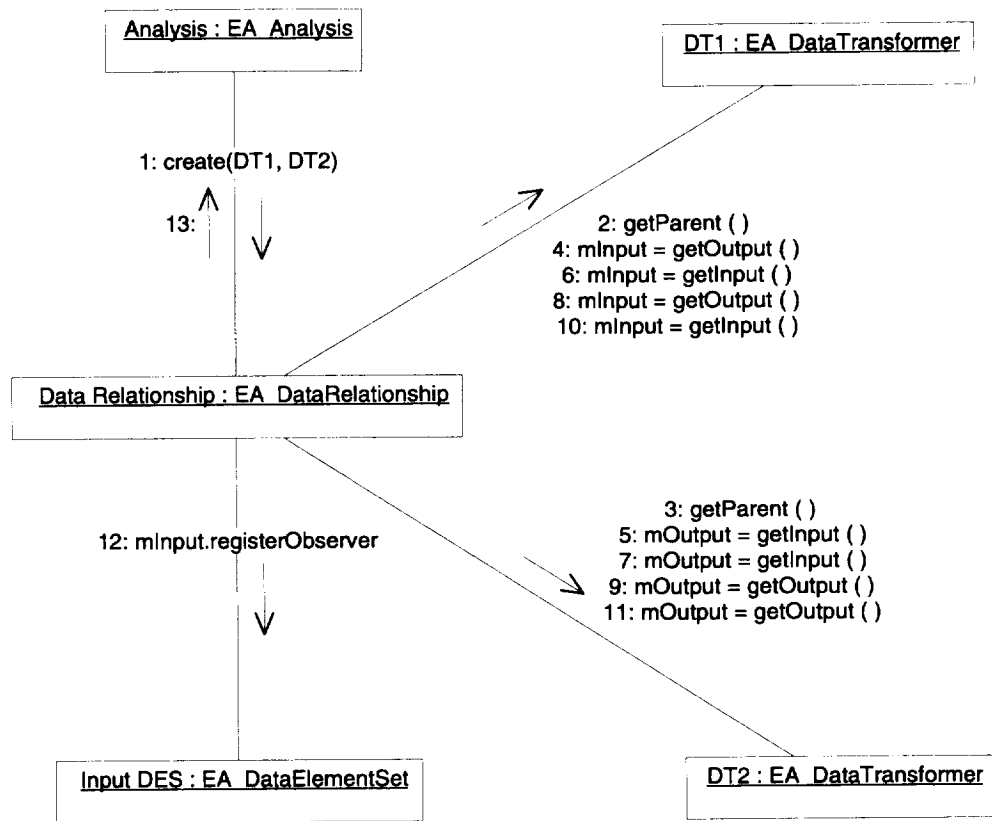 Analysis : EA_Analysis
DT1 : EA_DataTransformer
1: create(DT1, DT2)
13:
2: getParent ( )
4: mInput = getOutput ( )
6: mInput = getInput ( )
8: mInput = getOutput ( )
10: mInput = getInput ( )
Data Relationship : EA_DataRelationship
12: mInput.registerObserver
3: getParent ( )
5: mOutput = getInput ( )
7: mOutput = getInput ( )
9: mOutput = getOutput ( )
11: mOutput = getOutput ( )
Input DES : EA_DataElementSet
DT2 : EA_DataTransformer